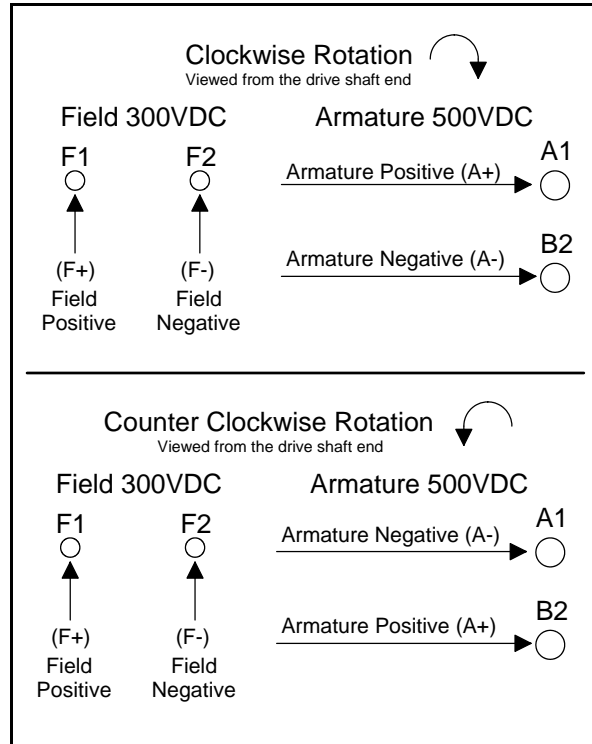 Clockwise Rotation
Viewed from the drive shaft end
Field 300VDC
Armature 500VDC
F1
F2
A1
Armature Positive (A+)
B2
Armature Negative (A-)
(F+)
Field
Positive
(F-)
Field
Negative
Counter Clockwise Rotation
Viewed from the drive shaft end
Field 300VDC
Armature 500VDC
F1
F2
A1
Armature Negative (A-)
B2
Armature Positive (A+)
(F+)
Field
Positive
(F-)
Field
Negative